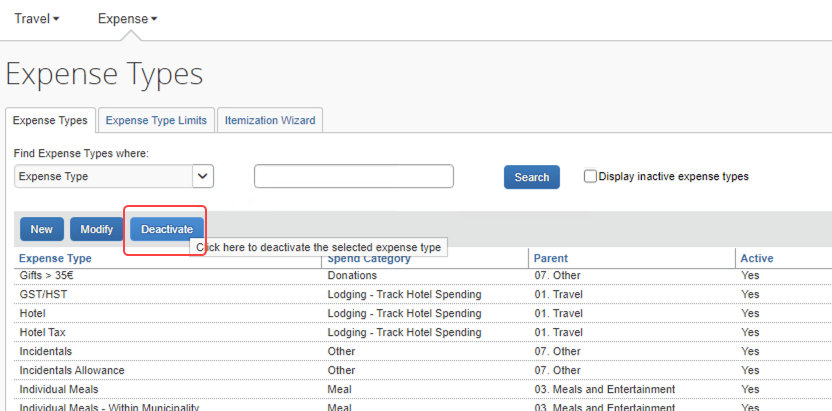 Travel Expense
Expense Types
Expense Types Expense Type Limits Itemization Wizard
Find Expense Types where:
Expense Type Search Display inactive expense types
New Modify Deactivate
Click here to deactivate the selected expense type
Expense Type Spend Category Parent Active
Gifts > 35€ Donations 07. Other Yes
GST/HST Lodging - Track Hotel Spending 01. Travel Yes
Hotel Lodging - Track Hotel Spending 01. Travel Yes
Hotel Tax Lodging - Track Hotel Spending 01. Travel Yes
Incidentals Other 07. Other Yes
Incidentals Allowance Other 07. Other Yes
Individual Meals Meal 03. Meals and Entertainment Yes
Individual Meals - Within Municipality Meal 03. Meals and Entertainment Yes